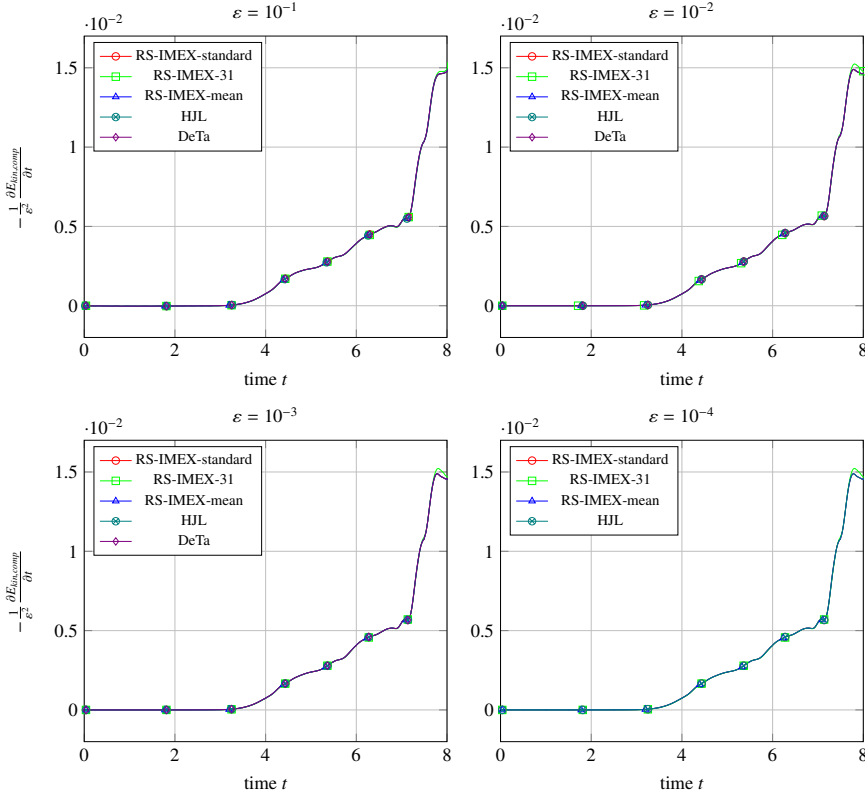 ε = 10⁻¹
·10⁻²
1.5
1
0.5
0
0
2
4
6
8
time t
− 1/ε² ∂E_kin,comp/∂t
RS-IMEX-standard
RS-IMEX-31
RS-IMEX-mean
HJL
DeTa
ε = 10⁻²
·10⁻²
1.5
1
0.5
0
0
2
4
6
8
time t
RS-IMEX-standard
RS-IMEX-31
RS-IMEX-mean
HJL
DeTa
ε = 10⁻³
·10⁻²
1.5
1
0.5
0
0
2
4
6
8
time t
− 1/ε² ∂E_kin,comp/∂t
RS-IMEX-standard
RS-IMEX-31
RS-IMEX-mean
HJL
DeTa
ε = 10⁻⁴
·10⁻²
1.5
1
0.5
0
0
2
4
6
8
time t
RS-IMEX-standard
RS-IMEX-31
RS-IMEX-mean
HJL